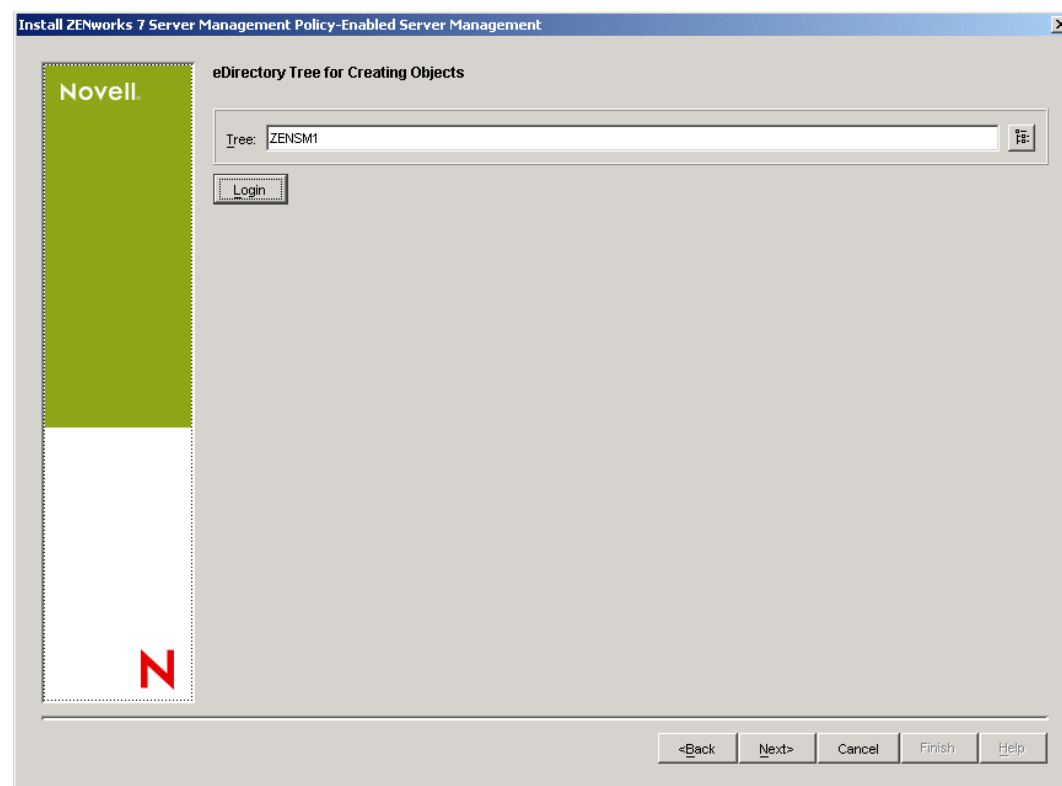 Install ZENworks 7 Server Management Policy-Enabled Server Management
Novell.
eDirectory Tree for Creating Objects
Tree: ZENSM1
Login
N
<Back Next> Cancel Finish Help